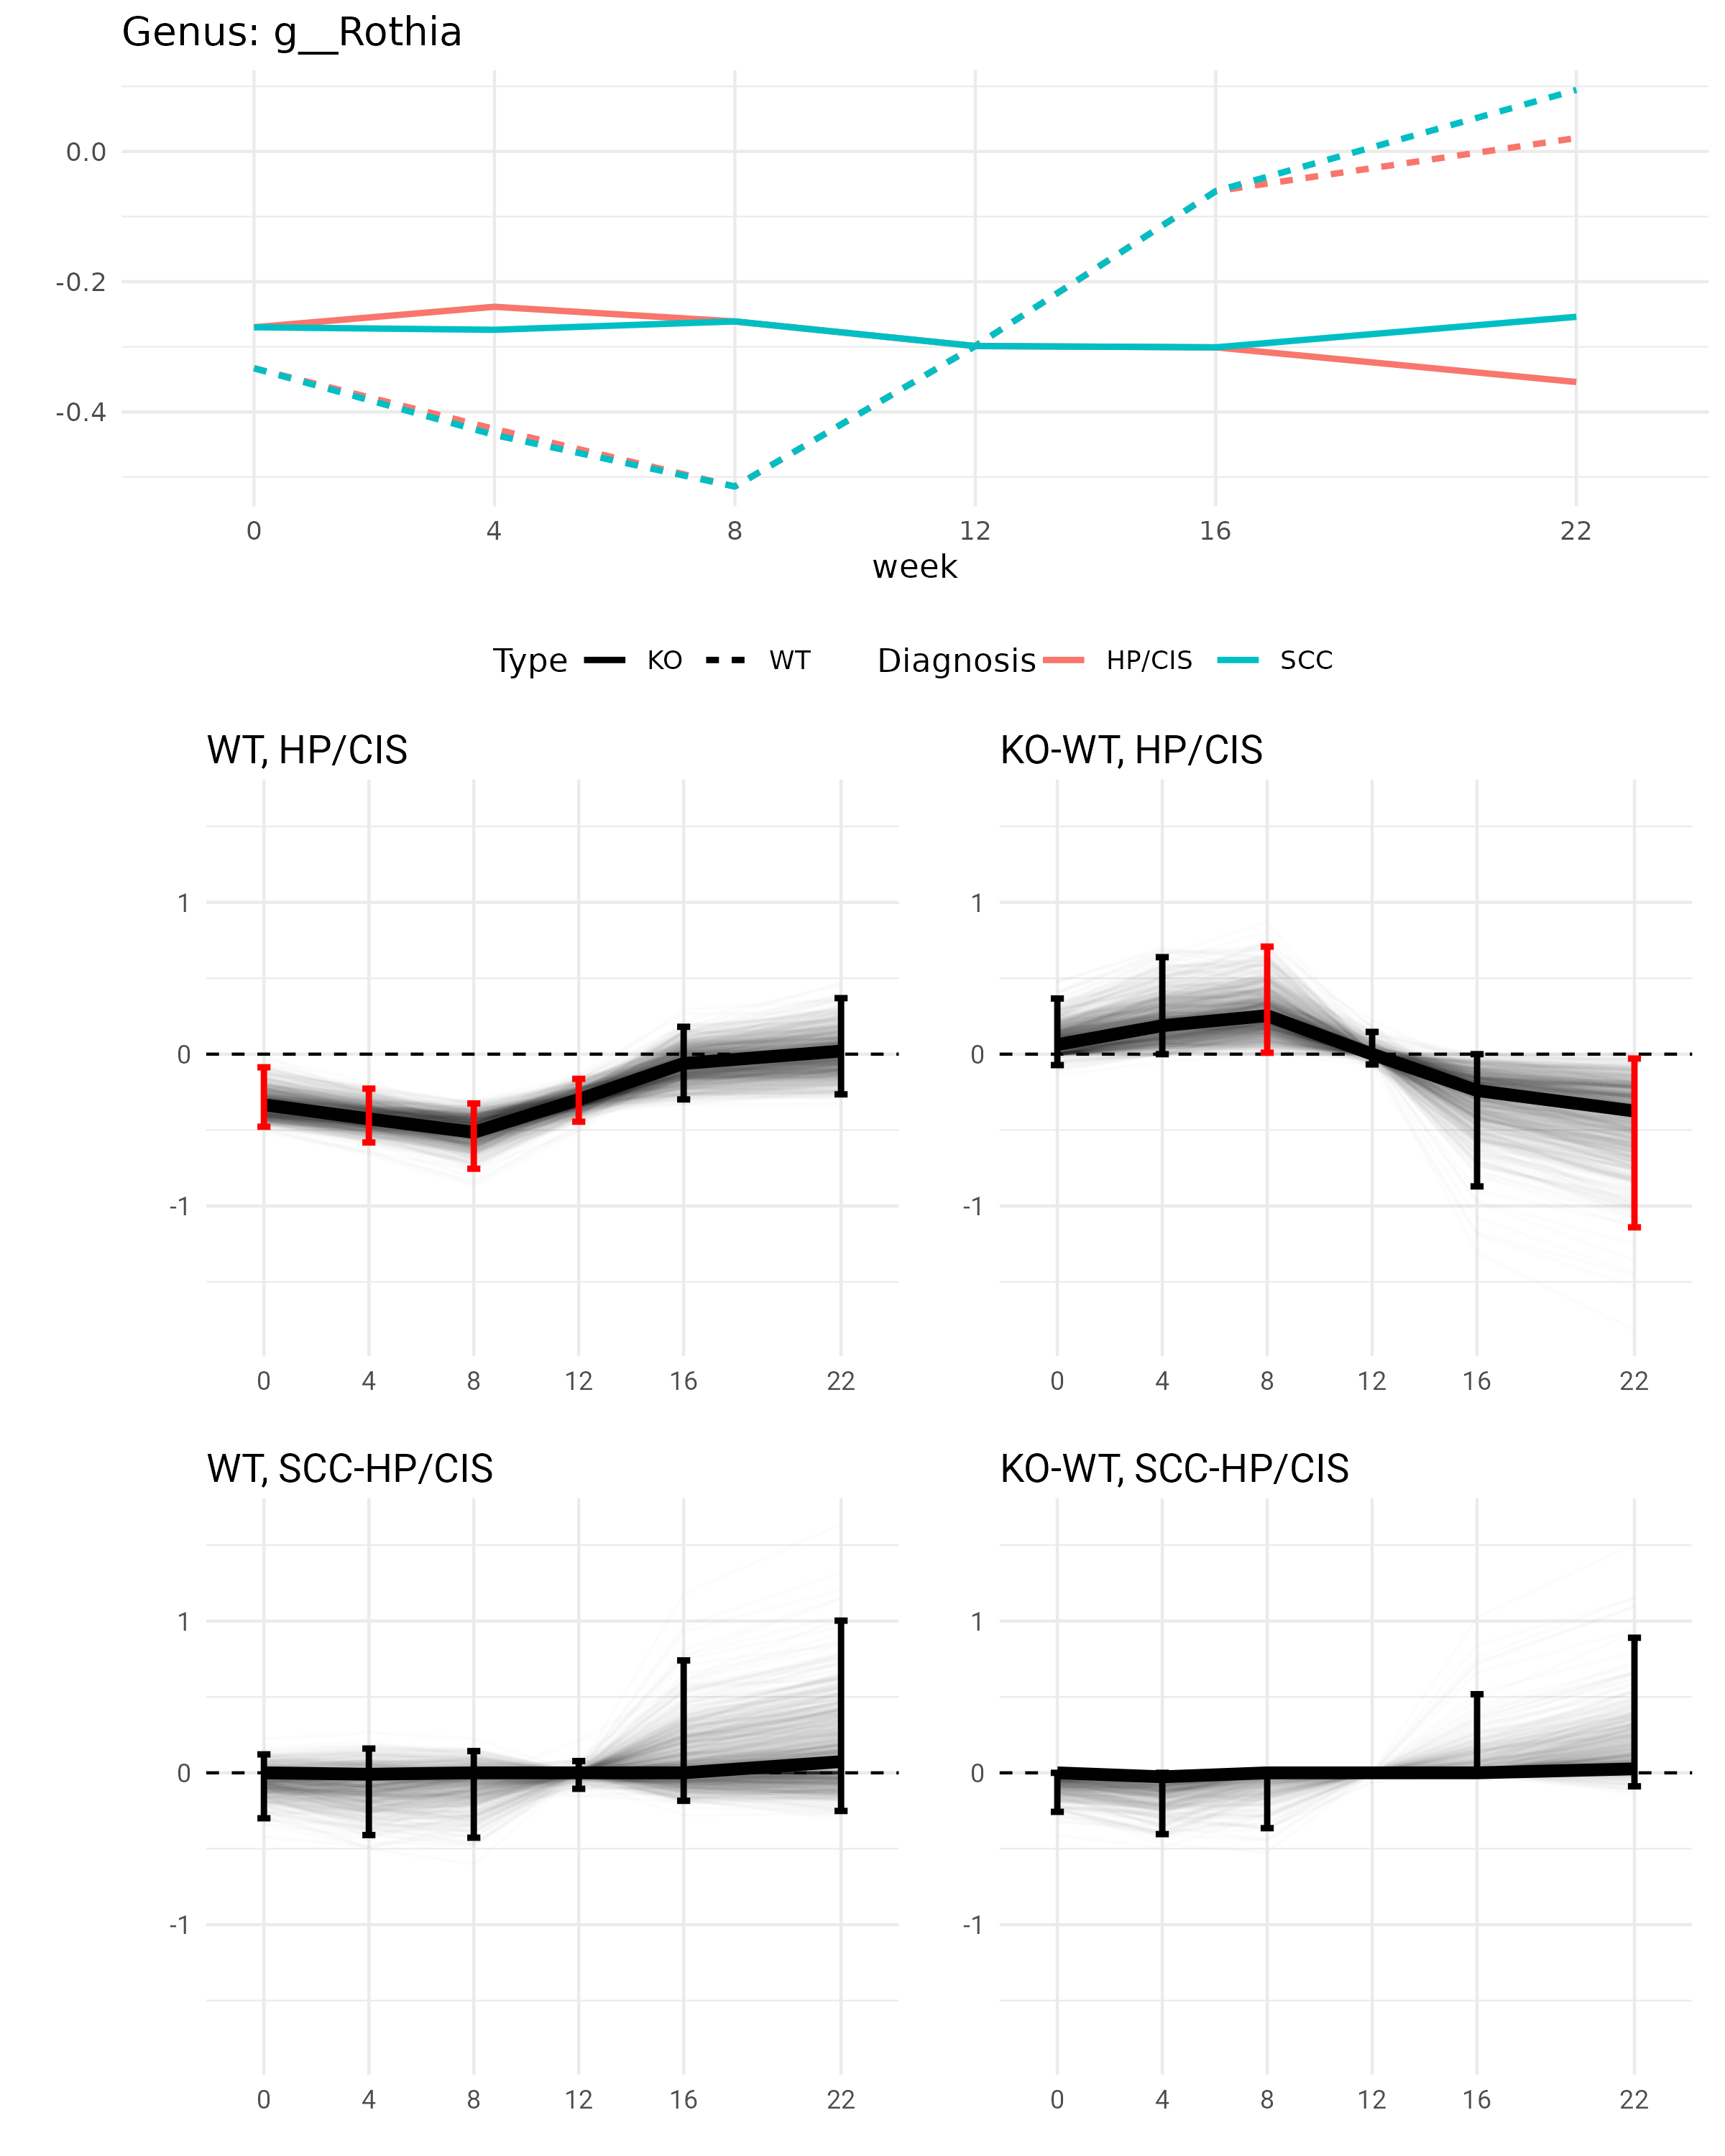 Genus: g__Rothia
0.0
-0.2
-0.4
0 4 8 12 16 22
week
Type KO WT Diagnosis HP/CIS SCC
WT, HP/CIS
1
0
-1
0 4 8 12 16 22
KO-WT, HP/CIS
1
0
-1
0 4 8 12 16 22
WT, SCC-HP/CIS
1
0
-1
0 4 8 12 16 22
KO-WT, SCC-HP/CIS
1
0
-1
0 4 8 12 16 22